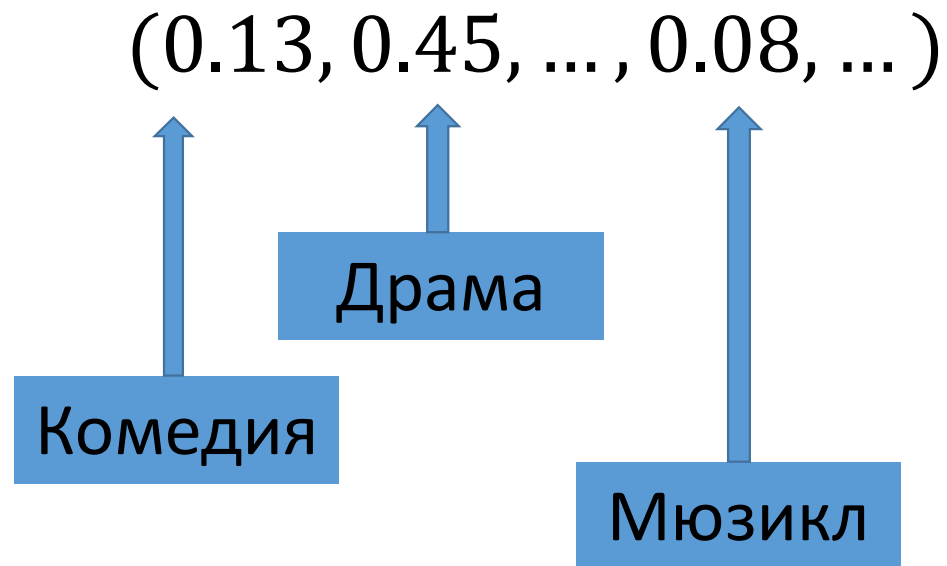 (0.13, 0.45, … , 0.08, … )
Драма
Комедия
Мюзикл